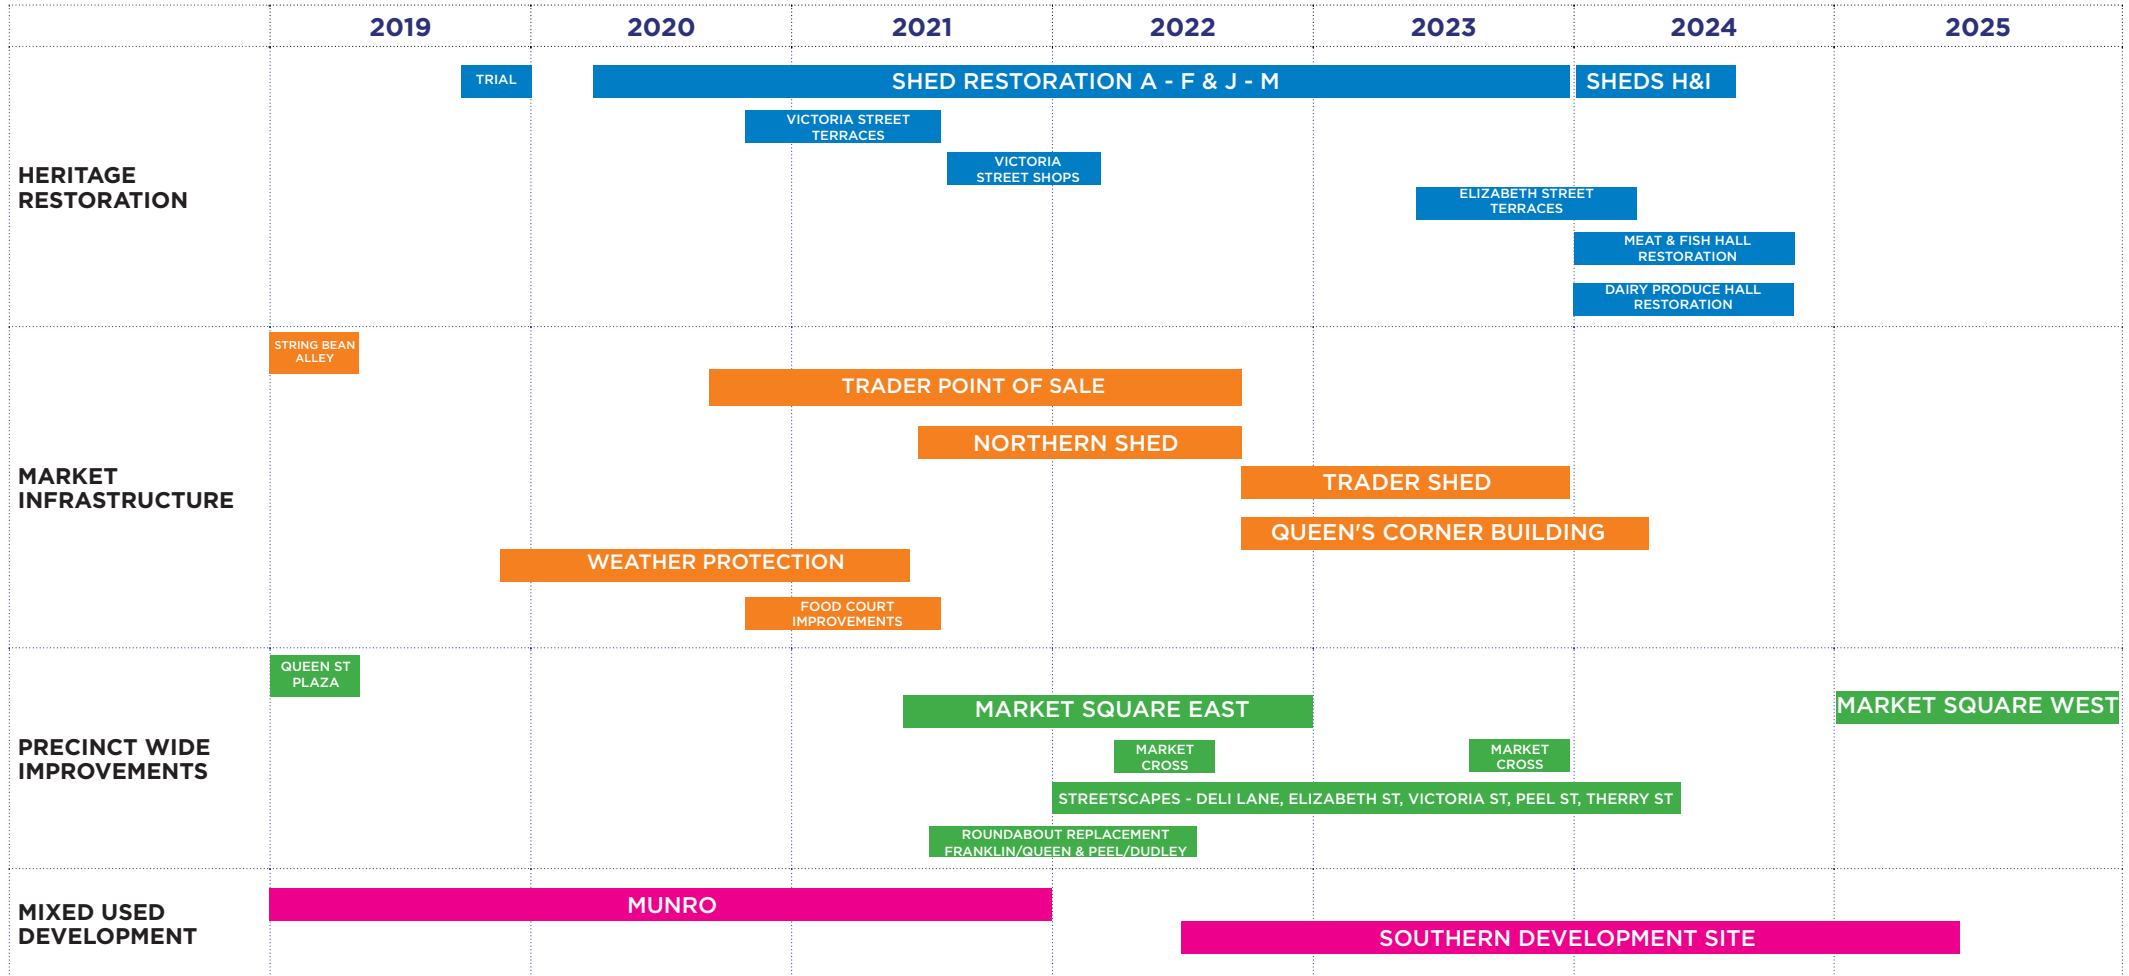 2019 2020 2021 2022 2023 2024 2025
HERITAGE
RESTORATION
TRIAL
SHED RESTORATION A - F & J - M
SHEDS H&I
VICTORIA STREET
TERRACES
VICTORIA
STREET SHOPS
ELIZABETH STREET
TERRACES
MEAT & FISH HALL
RESTORATION
DAIRY PRODUCE HALL
RESTORATION
MARKET
INFRASTRUCTURE
STRING BEAN
ALLEY
TRADER POINT OF SALE
NORTHERN SHED
TRADER SHED
QUEEN'S CORNER BUILDING
WEATHER PROTECTION
FOOD COURT
IMPROVEMENTS
PRECINCT WIDE
IMPROVEMENTS
QUEEN ST
PLAZA
MARKET SQUARE EAST
MARKET SQUARE WEST
MARKET
CROSS
MARKET
CROSS
STREETSCAPES - DELI LANE, ELIZABETH ST, VICTORIA ST, PEEL ST, THERRY ST
ROUNDABOUT REPLACEMENT
FRANKLIN/QUEEN & PEEL/DUDLEY
MIXED USED
DEVELOPMENT
MUNRO
SOUTHERN DEVELOPMENT SITE